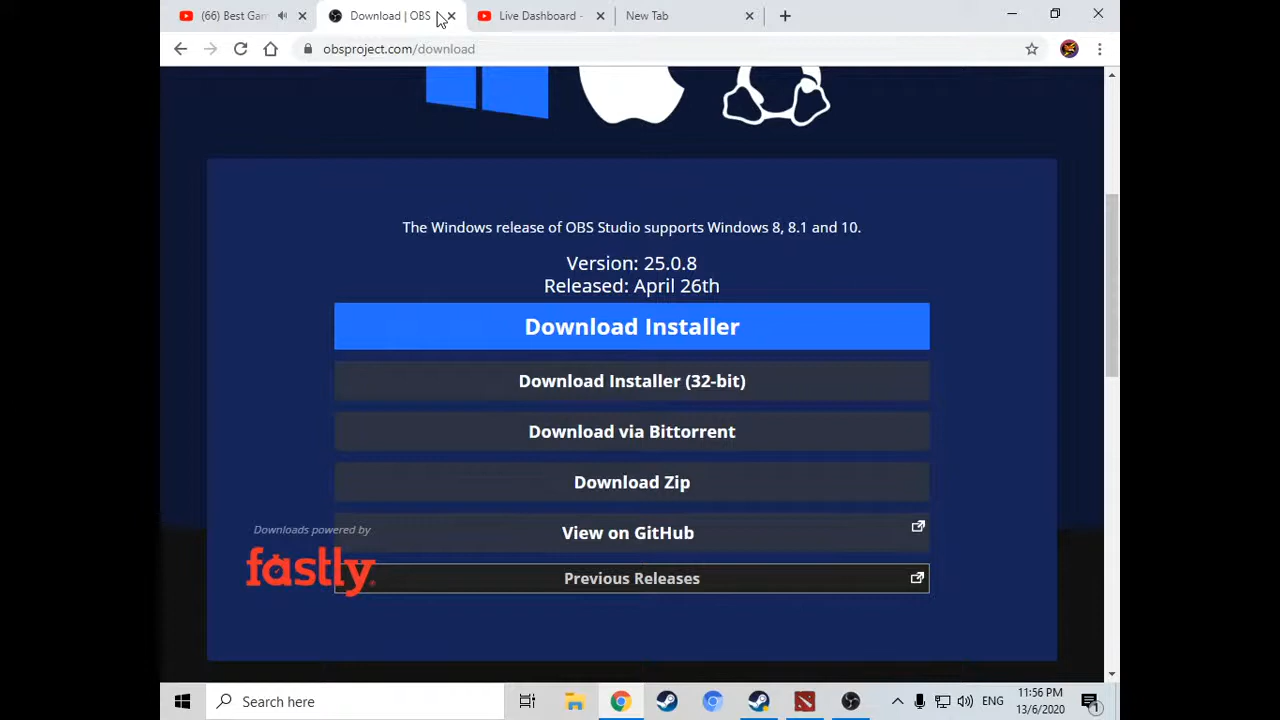 (66) Best Gam
Download | OBS
Live Dashboard -
New Tab
obsproject.com/download
The Windows release of OBS Studio supports Windows 8, 8.1 and 10.
Version: 25.0.8
Released: April 26th
Download Installer
Download Installer (32-bit)
Download via Bittorrent
Download Zip
Downloads powered by
fastly.
View on GitHub
Previous Releases
Search here
ENG
11:56 PM
13/6/2020
1